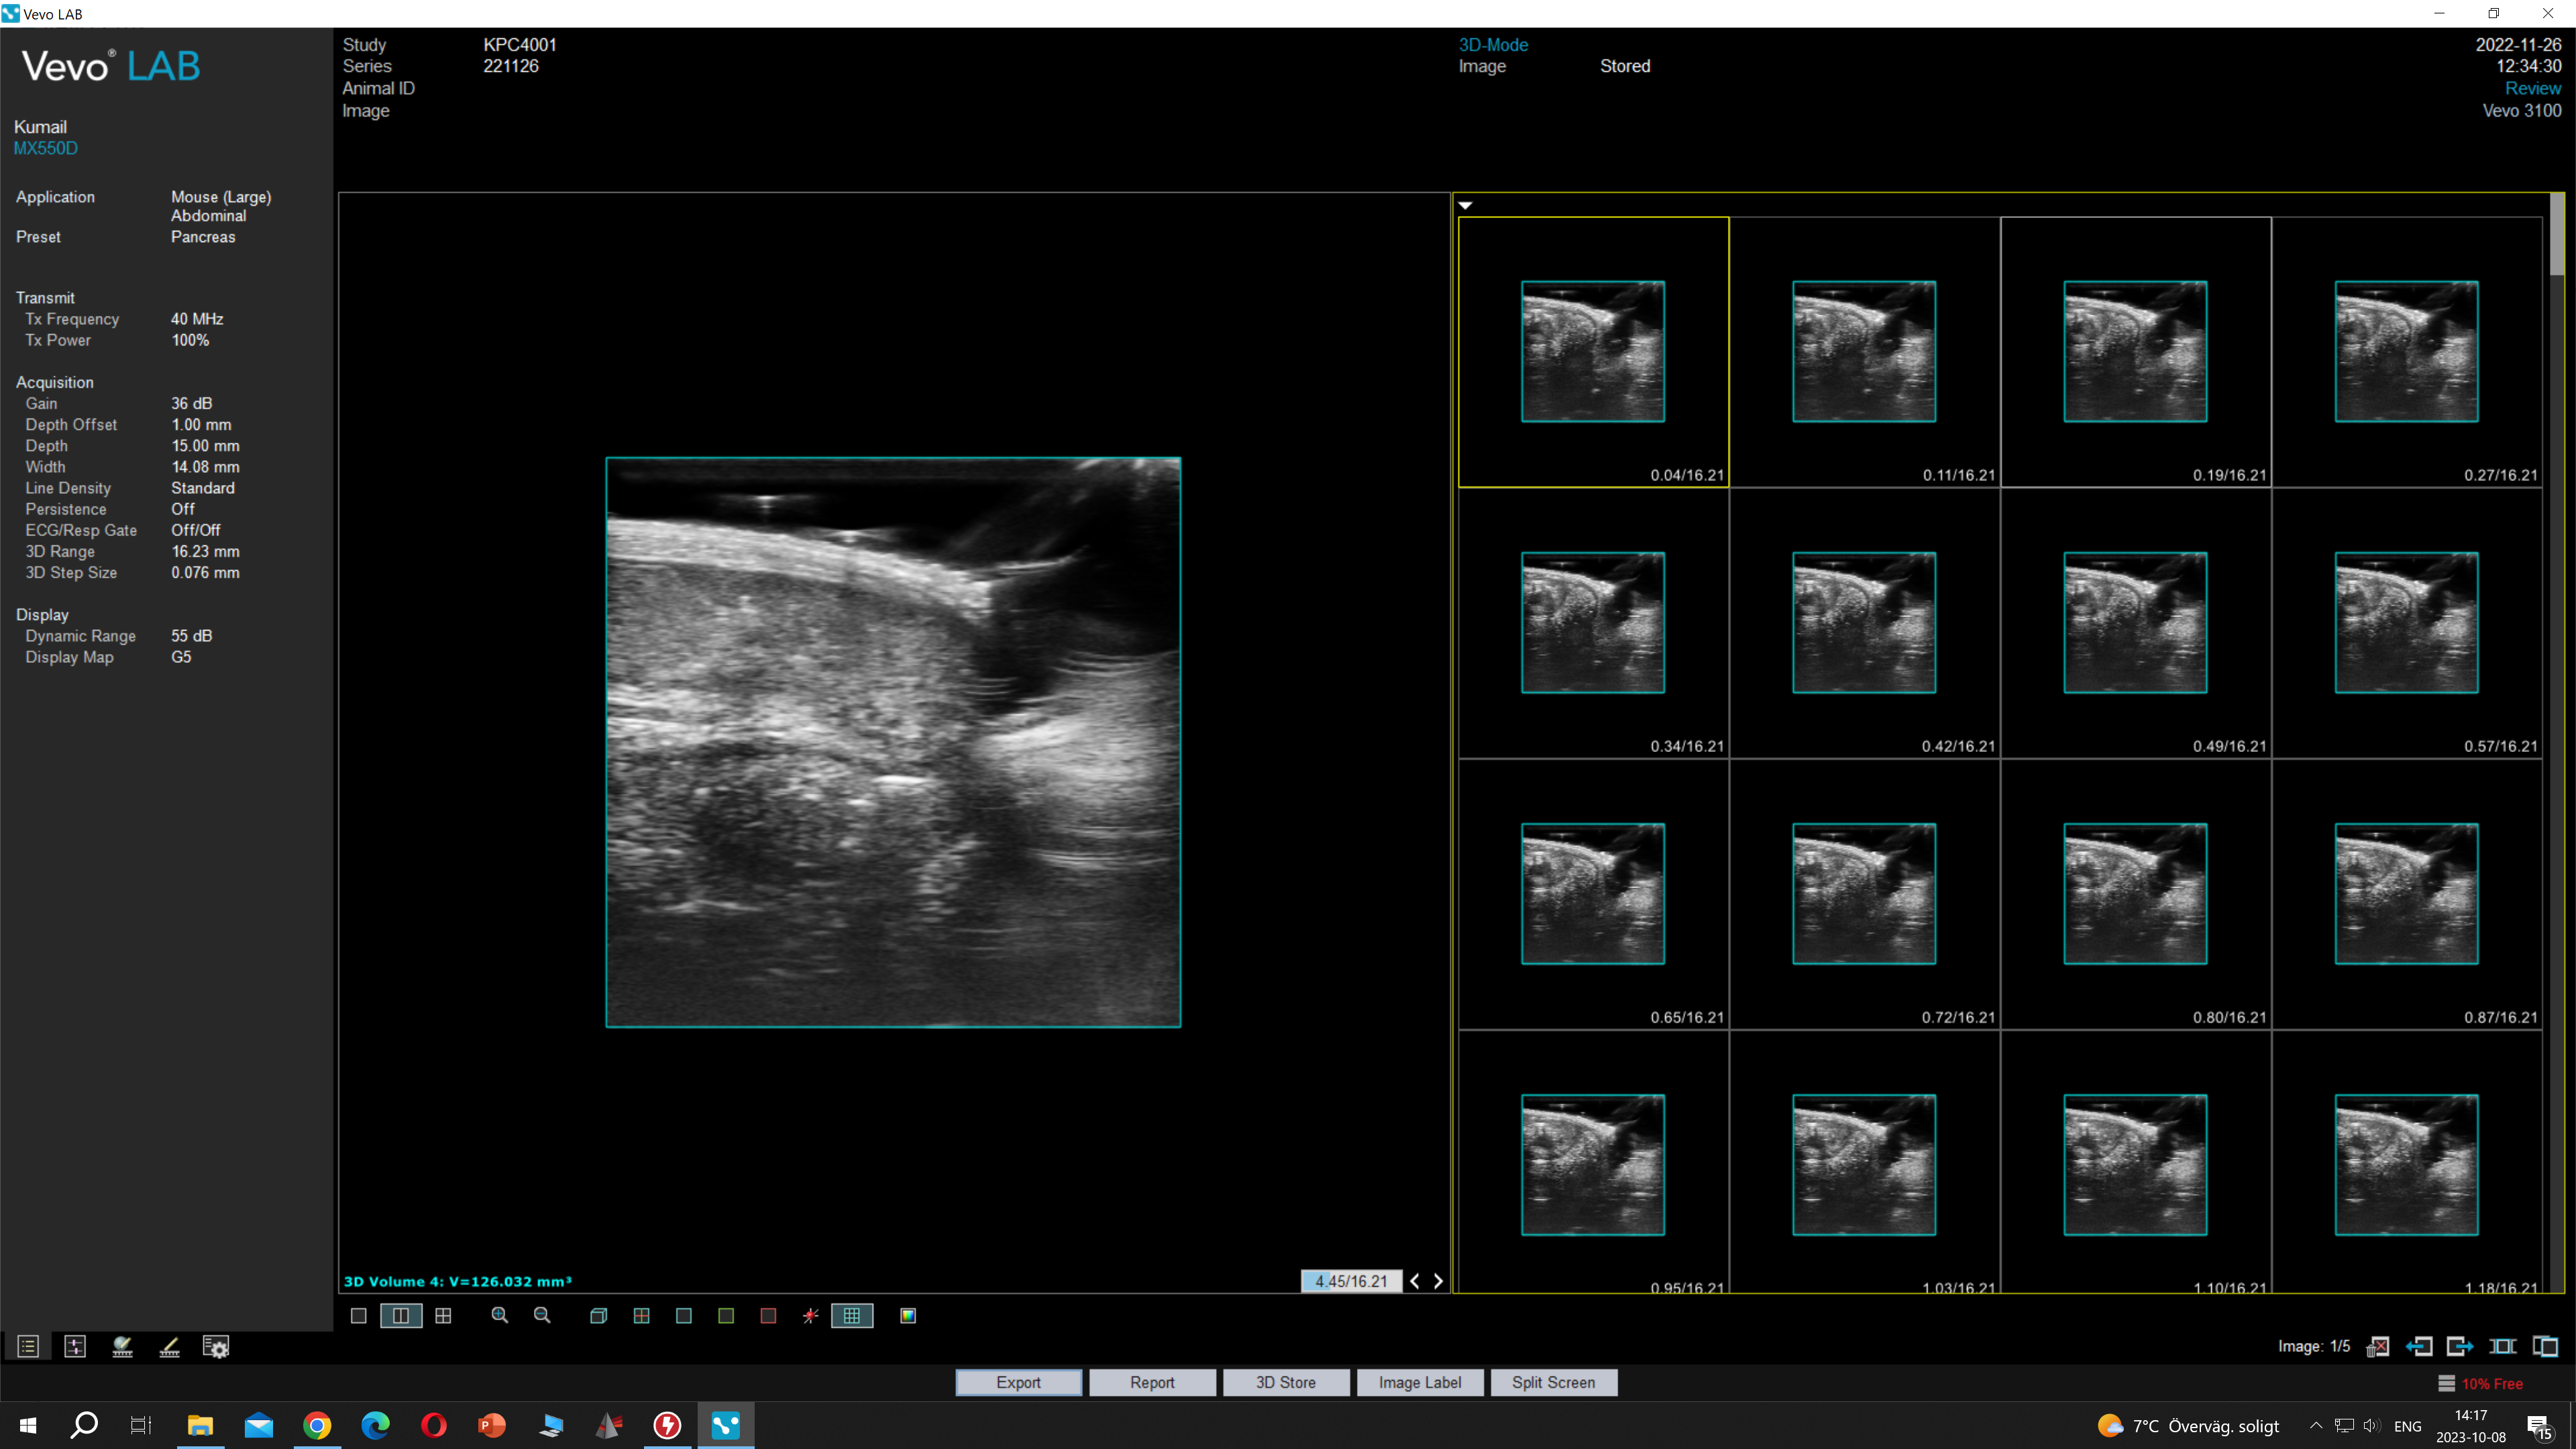 Vevo LAB
Vevo® LAB
Kumail
MX550D
Application Mouse (Large)
Abdominal
Preset Pancreas
Transmit
Tx Frequency 40 MHz
Tx Power 100%
Acquisition
Gain 36 dB
Depth Offset 1.00 mm
Depth 15.00 mm
Width 14.08 mm
Line Density Standard
Persistence Off
ECG/Resp Gate Off/Off
3D Range 16.23 mm
3D Step Size 0.076 mm
Display
Dynamic Range 55 dB
Display Map G5
Study KPC4001
Series 221126
Animal ID
Image
3D-Mode
Image Stored
2022-11-26
12:34:30
Review
Vevo 3100
0.04/16.21 0.11/16.21 0.19/16.21 0.27/16.21
0.34/16.21 0.42/16.21 0.49/16.21 0.57/16.21
0.65/16.21 0.72/16.21 0.80/16.21 0.87/16.21
0.95/16.21 1.03/16.21 1.10/16.21 1.18/16.21
3D Volume 4: V=126.032 mm³
4.45/16.21
Image: 1/5
Export Report 3D Store Image Label Split Screen
10% Free
7°C Överväg. soligt
ENG
14:17
2023-10-08
15